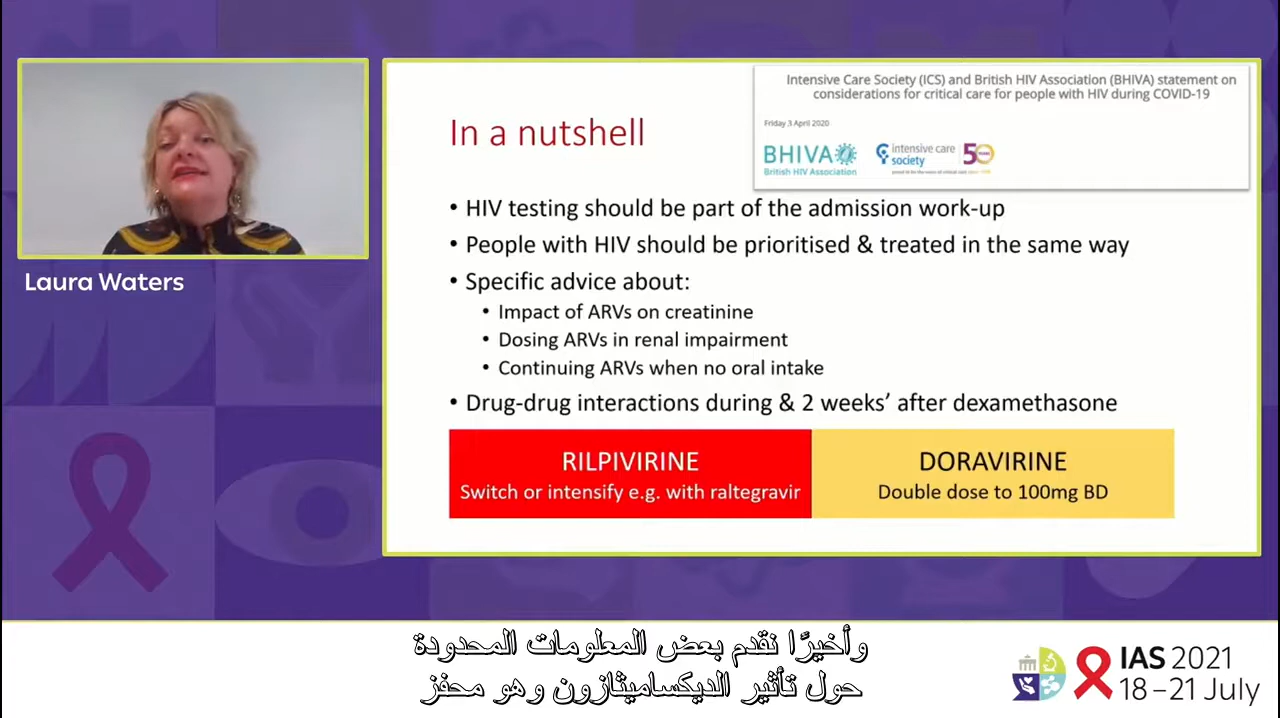 Intensive Care Society (ICS) and British HIV Association (BHIVA) statement on
considerations for critical care for people with HIV during COVID-19
Friday 3 April 2020
BHIVA
British HIV Association
intensive care
society
50
In a nutshell
• HIV testing should be part of the admission work-up
• People with HIV should be prioritised & treated in the same way
• Specific advice about:
• Impact of ARVs on creatinine
• Dosing ARVs in renal impairment
• Continuing ARVs when no oral intake
• Drug-drug interactions during & 2 weeks’ after dexamethasone
RILPIVIRINE
Switch or intensify e.g. with raltegravir
DORAVIRINE
Double dose to 100mg BD
Laura Waters
وأخيرًا نقدم بعض المعلومات المحدودة
حول تأثير الديكساميثازون وهو محفز
IAS 2021
18–21 July